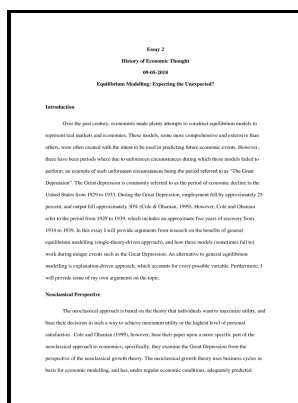 Essay 2
History of Economic Thought
09-05-2018
Equilibrium Modelling: Expecting the Unexpected?
Introduction
Over the past century, economists made plenty attempts to construct equilibrium models to
represent real markets and economies. These models, some more comprehensive and extensive than
others, were often created with the intent to be used in predicting future economic events. However,
there have been periods where due to unforeseen circumstances during which these models failed to
perform; an example of such unforeseen circumstances being the period referred to as "The Great
Depression". The Great depression is commonly referred to as the period of economic decline in the
United States from 1929 to 1933. During the Great Depression, employment fell by approximately 25
percent, and output fell approximately 30% (Cole & Ohanian, 1999). However, Cole and Ohanian
refer to the period from 1929 to 1939, which includes an approximate five years of recovery from
1934 to 1939. In this essay I will provide arguments from research on the benefits of general
equilibrium modelling (single-theory-driven approach), and how these models (sometimes fail to)
work during unique events such as the Great Depression. An alternative to general equilibrium
modelling is explanation-driven approach, which accounts for every possible variable. Furthermore, I
will provide some of my own arguments on the topic.
Neoclassical Perspective
The neoclassical approach is based on the theory that individuals want to maximize utility, and
base their decisions in such a way to achieve maximum utility or the highest level of personal
satisfaction. Cole and Ohanian (1999), however, base their paper upon a more specific part of the
neoclassical approach to economics; specifically, they examine the Great Depression from the
perspective of the neoclassical growth theory. The neoclassical growth theory uses business cycles as
basis for economic modelling, and has, under regular economic conditions, adequately predicted